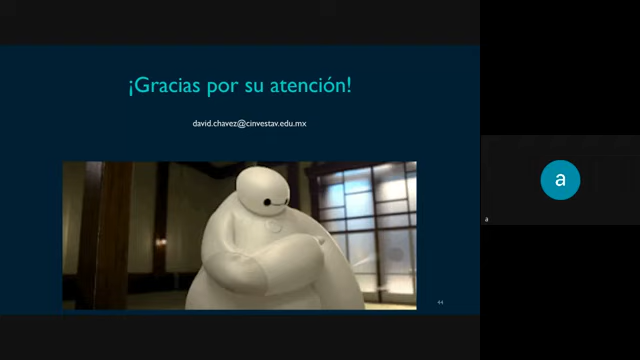 ¡Gracias por su atención!
david.chavez@cinvestav.edu.mx
44
a
a